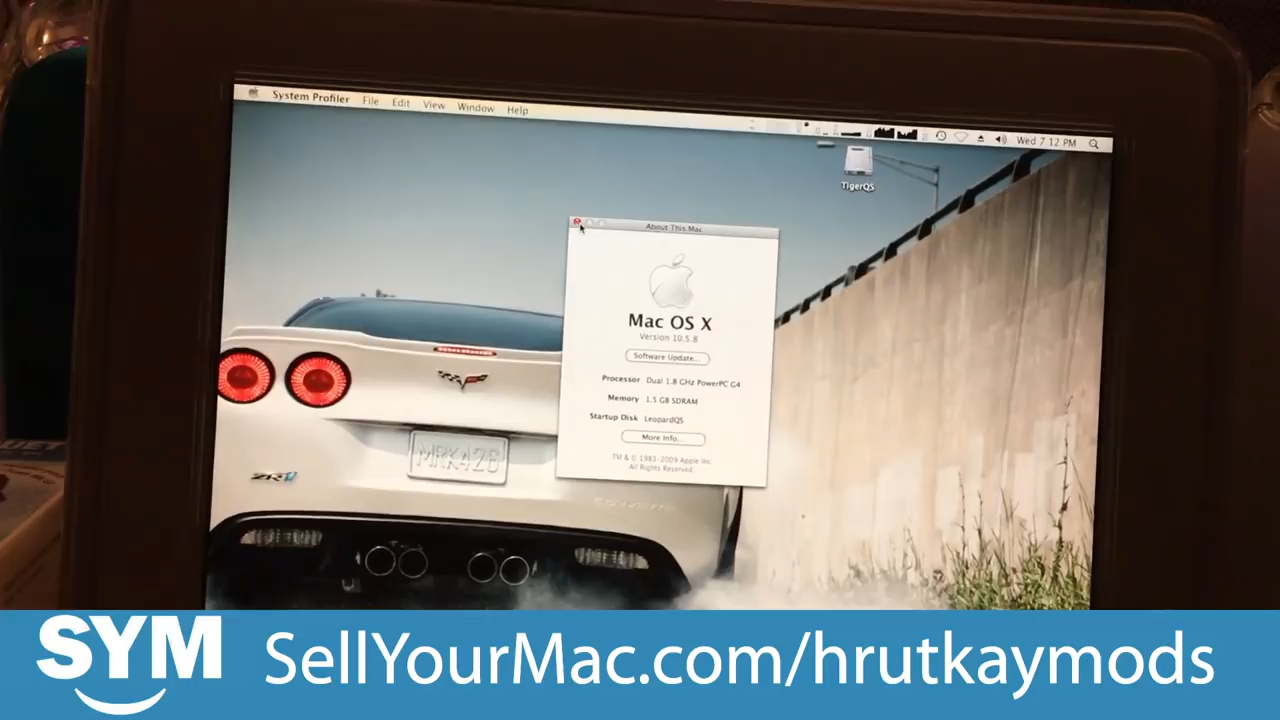 System Profiler File Edit View Window Help
Wed 7:12 PM
TigerQS
About This Mac
Mac OS X
Version 10.5.8
Software Update...
Processor Dual 1.8 GHz PowerPC G4
Memory 1.5 GB SDRAM
Startup Disk LeopardQS
More Info...
TM & © 1983-2009 Apple Inc.
All Rights Reserved.
MRK426
ZR1
SYM SellYourMac.com/hrutkaymods